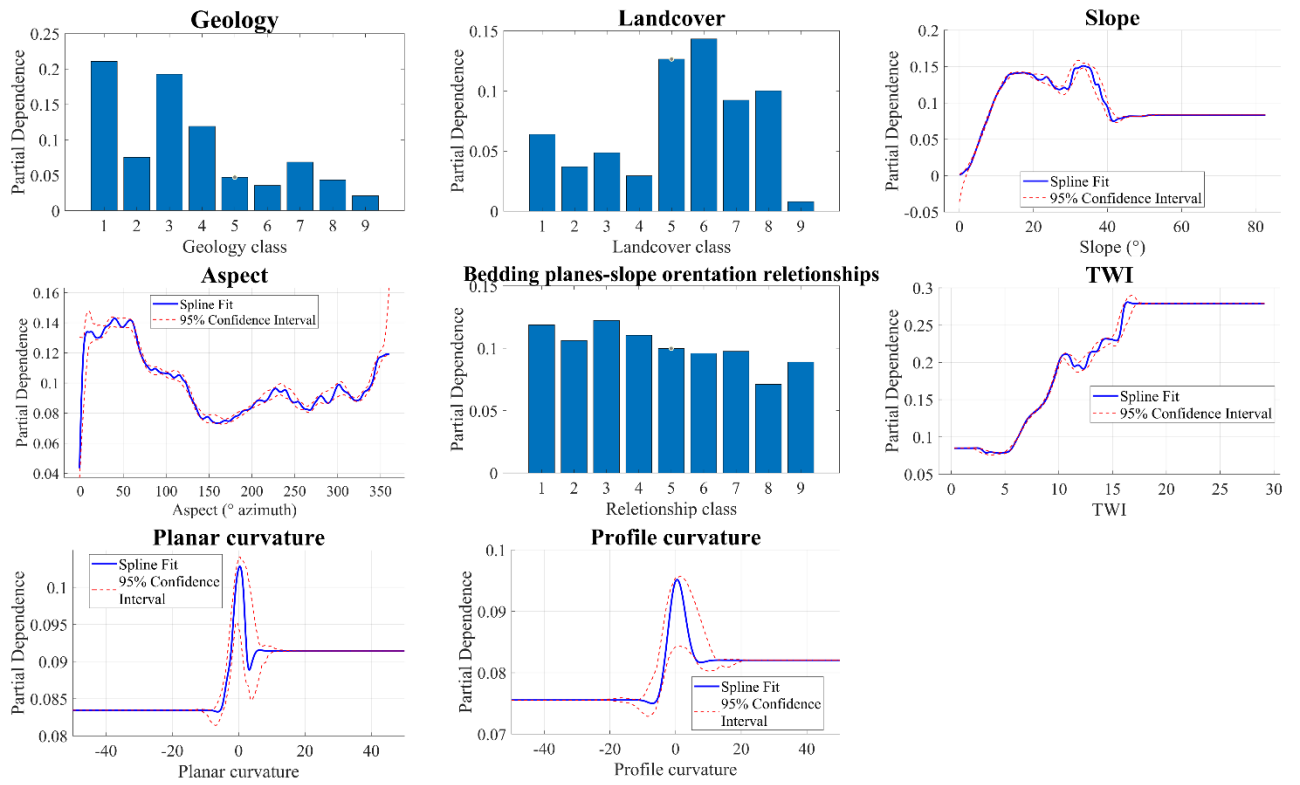 Geology
0.25
0.2
0.15
0.1
0.05
0
Partial Dependence
1 2 3 4 5 6 7 8 9
Geology class
Landcover
0.15
0.1
0.05
0
Partial Dependence
1 2 3 4 5 6 7 8 9
Landcover class
Slope
0.2
0.15
0.1
0.05
0
-0.05
Partial Dependence
Spline Fit
95% Confidence Interval
0 20 40 60 80
Slope (°)
Aspect
0.16
0.14
0.12
0.1
0.08
0.06
0.04
Partial Dependence
Spline Fit
95% Confidence Interval
0 50 100 150 200 250 300 350
Aspect (° azimuth)
Bedding planes-slope orentation reletionships
0.15
0.1
0.05
0
Partial Dependence
1 2 3 4 5 6 7 8 9
Reletionship class
TWI
0.3
0.25
0.2
0.15
0.1
0.05
Partial Dependence
Spline Fit
95% Confidence Interval
0 5 10 15 20 25 30
TWI
Planar curvature
0.1
0.095
0.09
0.085
0.08
Partial Dependence
Spline Fit
95% Confidence
Interval
-40 -20 0 20 40
Planar curvature
Profile curvature
0.1
0.09
0.08
0.07
Partial Dependence
Spline Fit
95% Confidence
Interval
-40 -20 0 20 40
Profile curvature